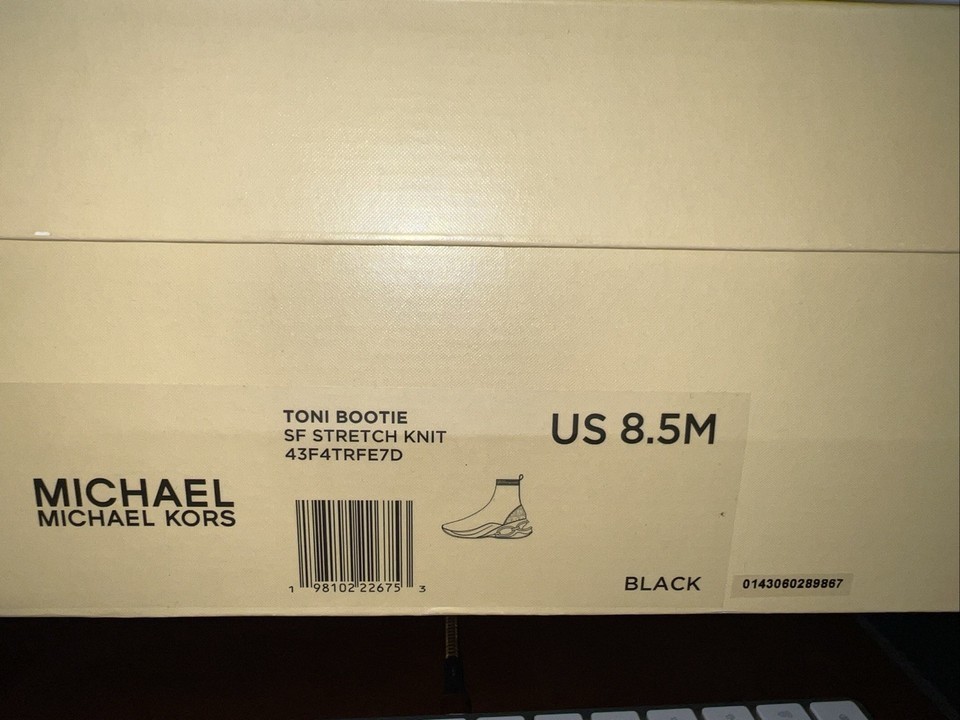 TONI BOOTIE
SF STRETCH KNIT
43F4TRFE7D
US 8.5M
MICHAEL
MICHAEL KORS
1 98102 22675 3
BLACK
0143060289867